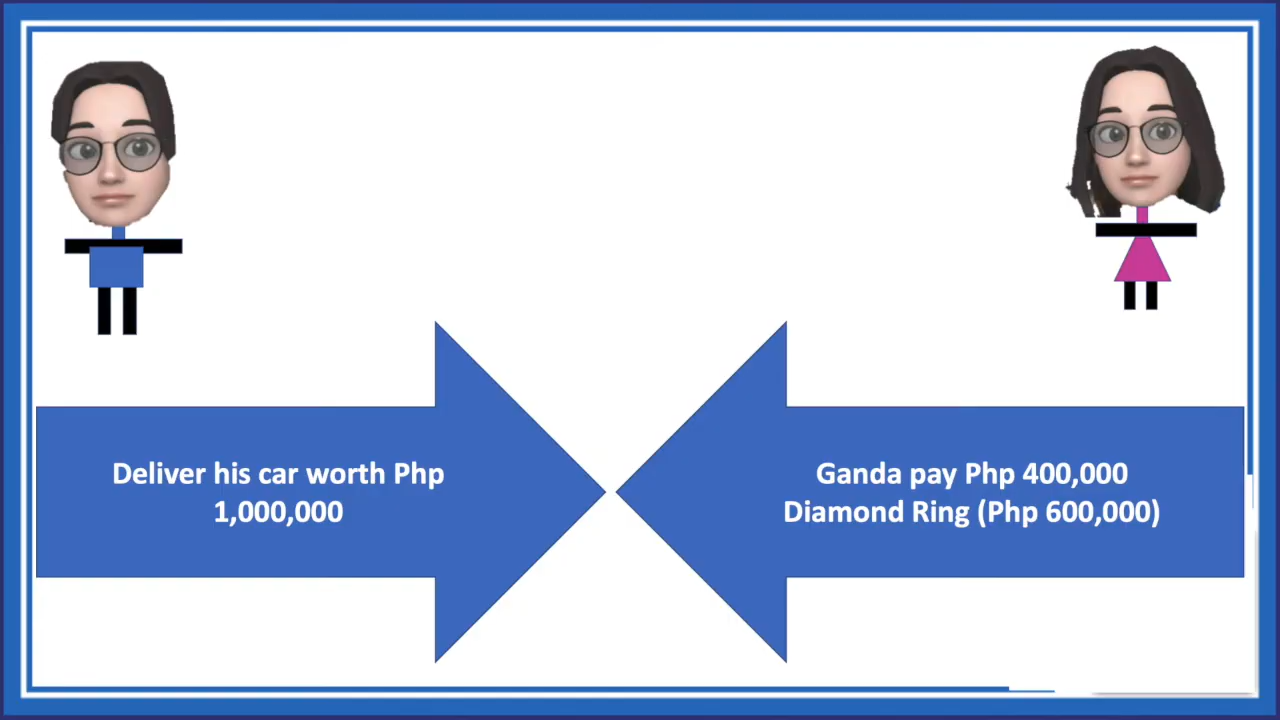 Deliver his car worth Php
1,000,000
Ganda pay Php 400,000
Diamond Ring (Php 600,000)